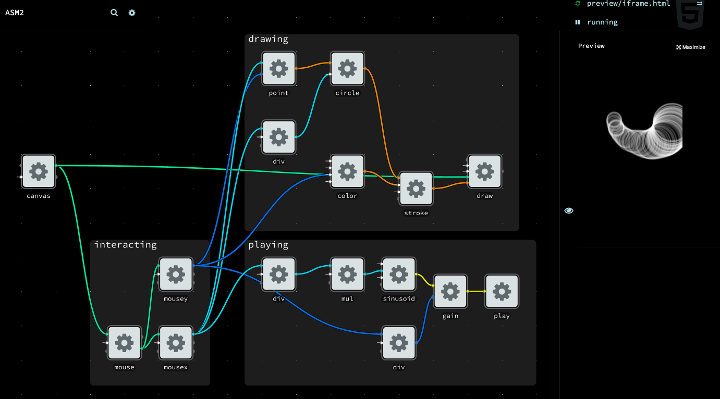 preview/iframe.html
ASM2
running
drawing
Preview
Maximize
point
circle
div
canvas
color
draw
stroke
interacting
playing
mousey
div
mul
sinusoid
gain
play
mouse
mousex
div
5